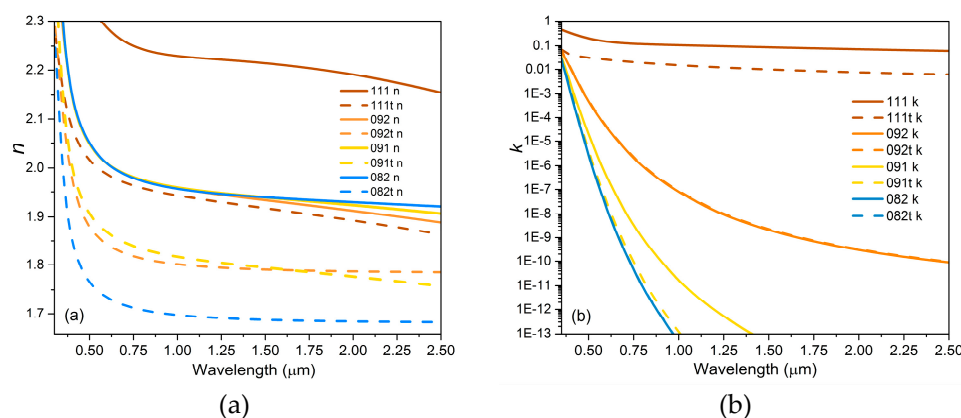 (a)
2.3
2.2
2.1
2.0
1.9
1.8
1.7
n
111 n
111t n
092 n
092t n
091 n
091t n
082 n
082t n
(a)
0.50 0.75 1.00 1.25 1.50 1.75 2.00 2.25 2.50
Wavelength (μm)
(a)
(b)
k
1
0.1
0.01
1E-3
1E-4
1E-5
1E-6
1E-7
1E-8
1E-9
1E-10
1E-11
1E-12
1E-13
k
111 k
111t k
092 k
092t k
091 k
091t k
082 k
082t k
(b)
0.50 0.75 1.00 1.25 1.50 1.75 2.00 2.25 2.50
Wavelength (μm)
(b)